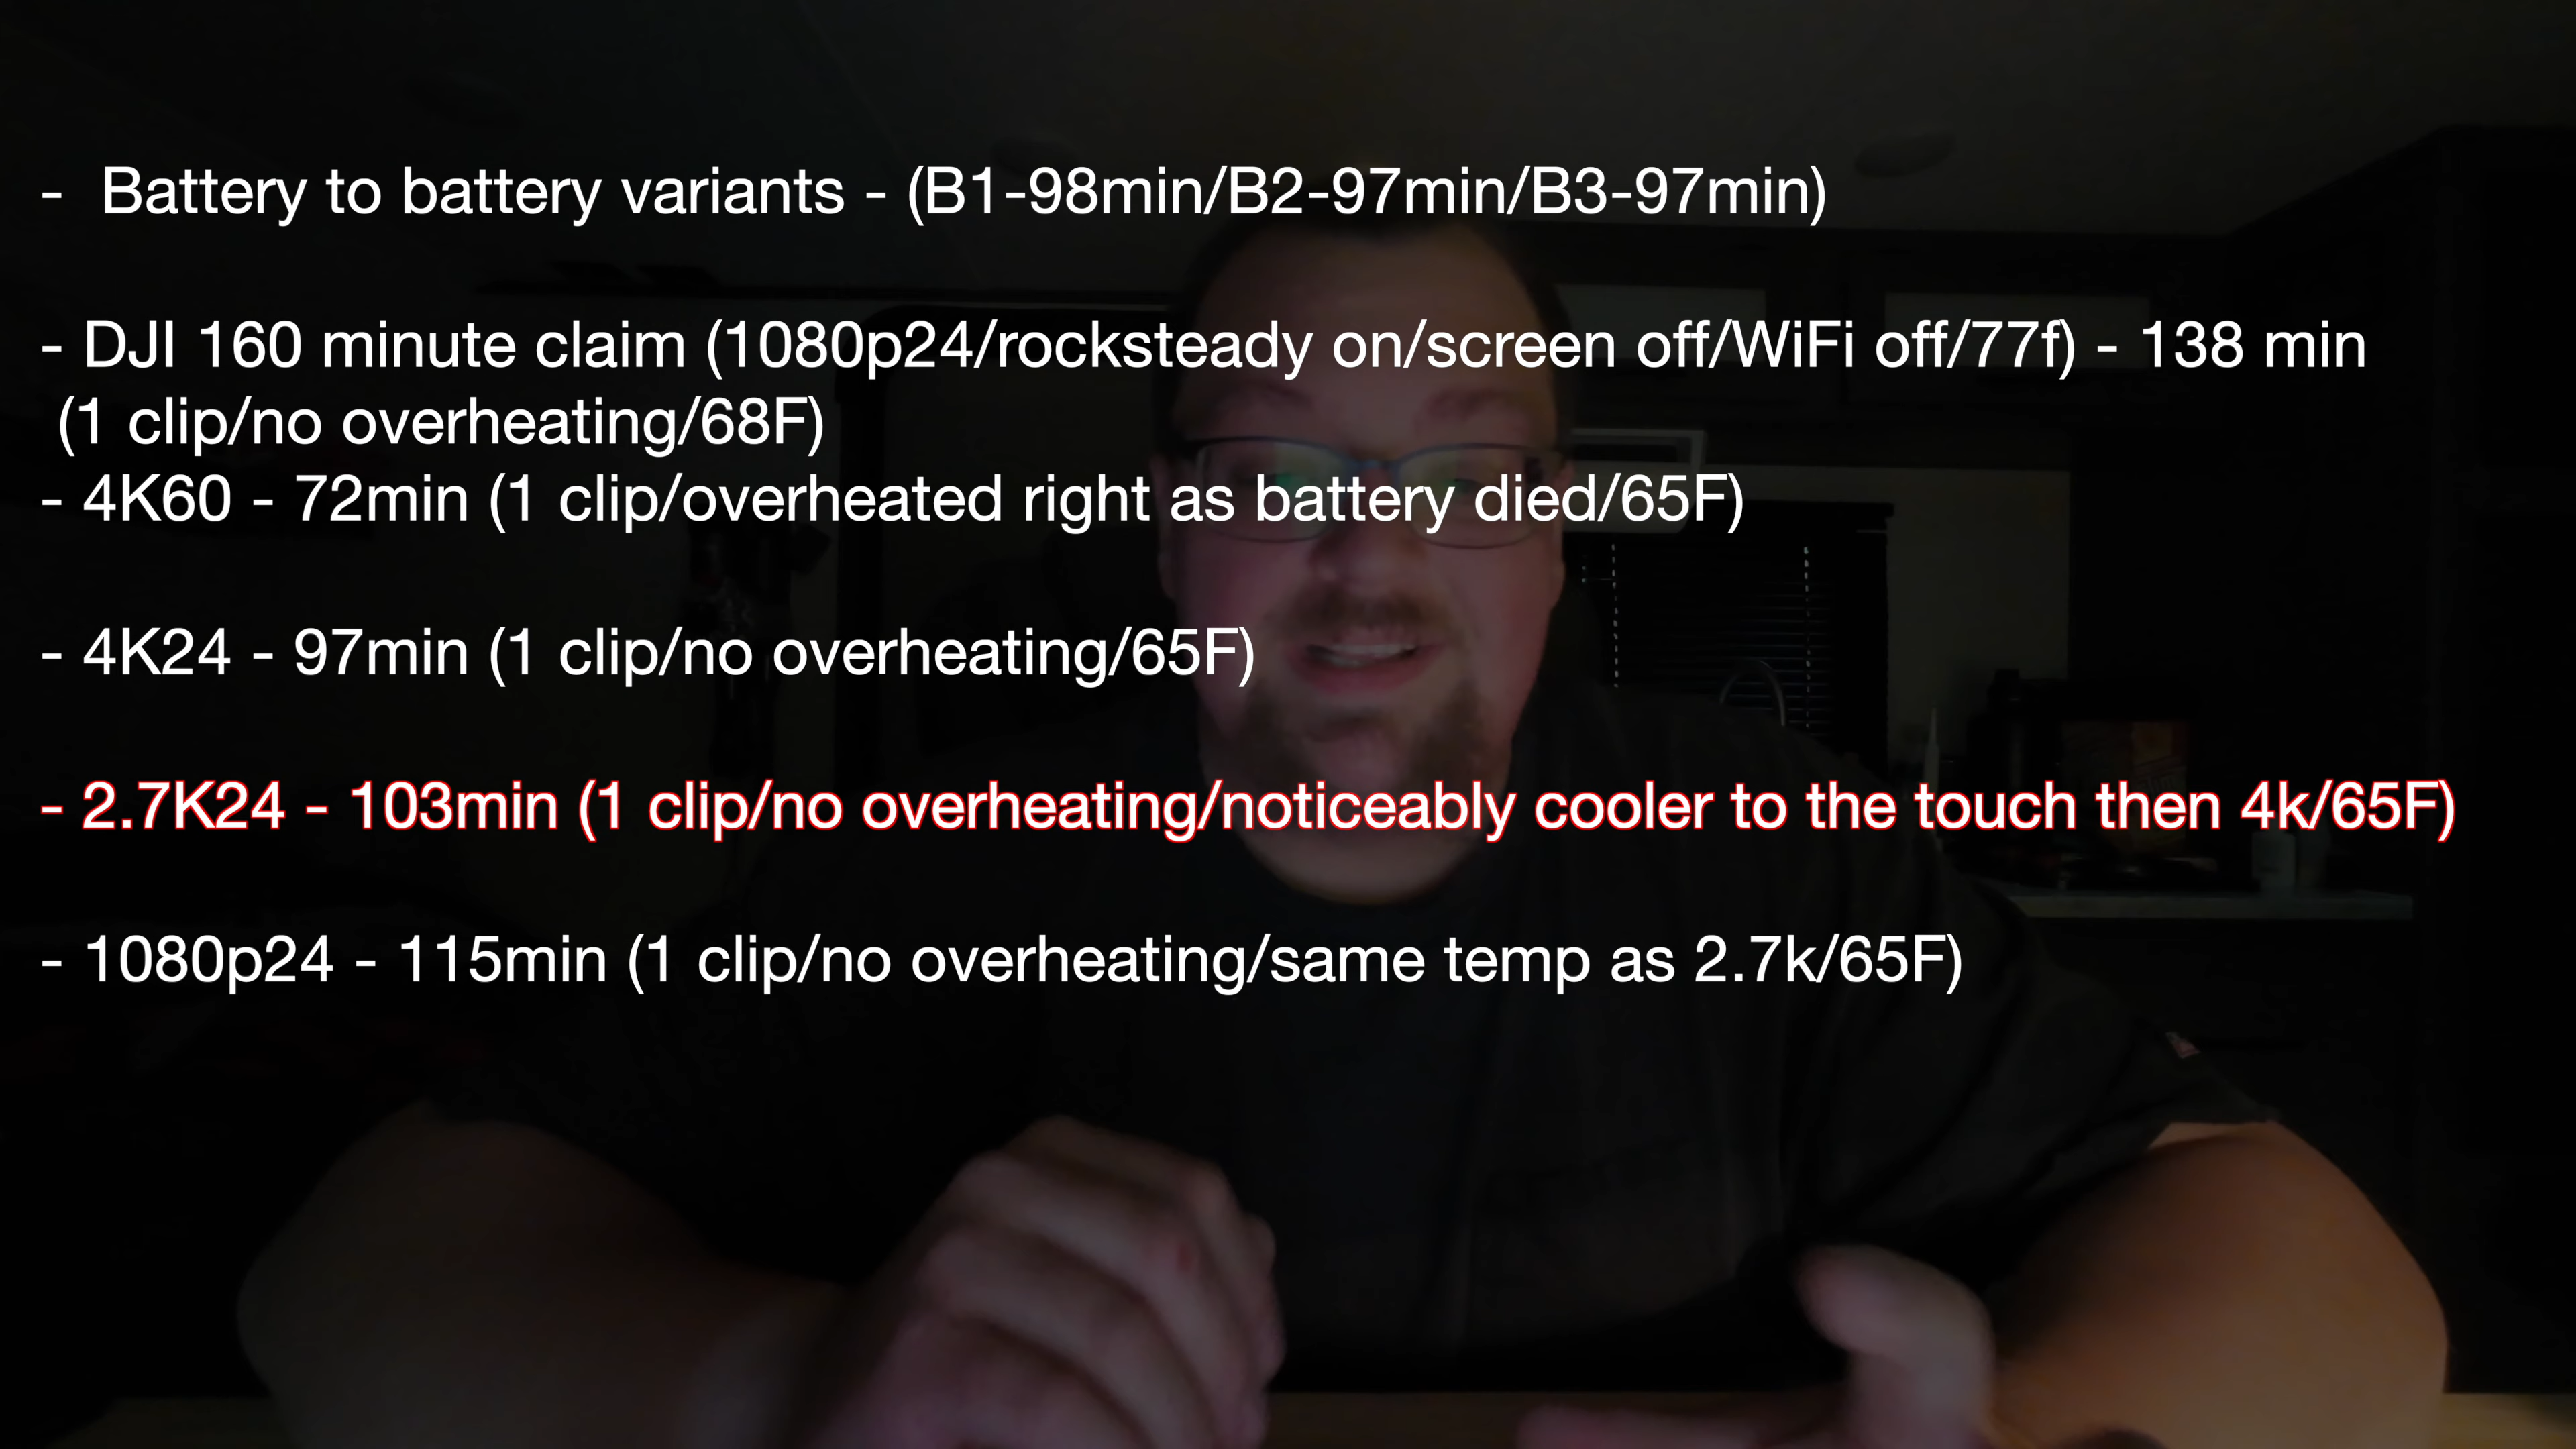 - Battery to battery variants - (B1-98min/B2-97min/B3-97min)
- DJI 160 minute claim (1080p24/rocksteady on/screen off/WiFi off/77f) - 138 min
(1 clip/no overheating/68F)
- 4K60 - 72min (1 clip/overheated right as battery died/65F)
- 4K24 - 97min (1 clip/no overheating/65F)
- 2.7K24 - 103min (1 clip/no overheating/noticeably cooler to the touch then 4k/65F)
- 1080p24 - 115min (1 clip/no overheating/same temp as 2.7k/65F)